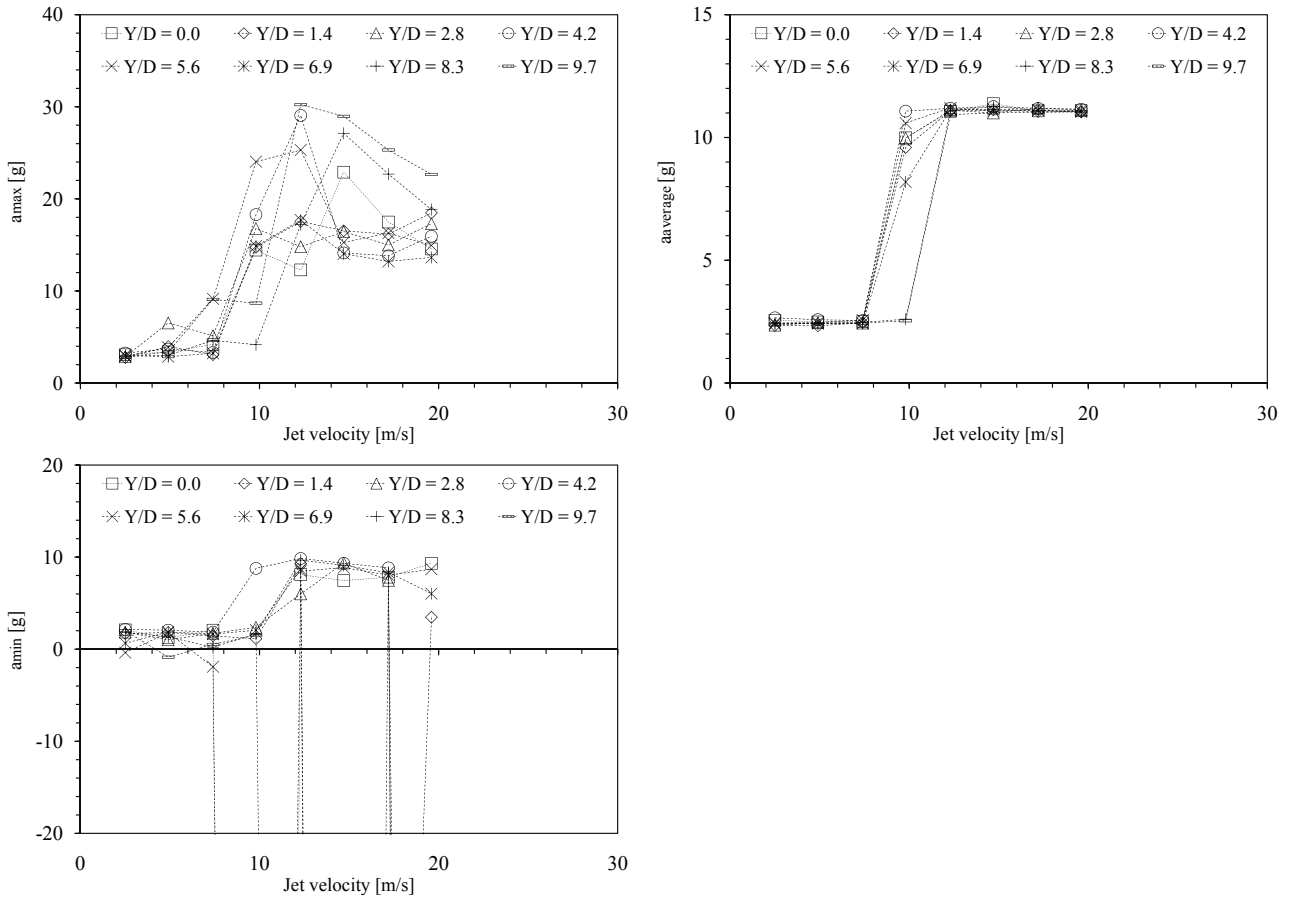 40
30
20
10
0
amax [g]
Y/D = 0.0 Y/D = 1.4 Y/D = 2.8 Y/D = 4.2
Y/D = 5.6 Y/D = 6.9 Y/D = 8.3 Y/D = 9.7
0 10 20 30
Jet velocity [m/s]
15
10
5
0
aaverage [g]
Y/D = 0.0 Y/D = 1.4 Y/D = 2.8 Y/D = 4.2
Y/D = 5.6 Y/D = 6.9 Y/D = 8.3 Y/D = 9.7
0 10 20 30
Jet velocity [m/s]
20
10
0
-10
-20
amin [g]
Y/D = 0.0 Y/D = 1.4 Y/D = 2.8 Y/D = 4.2
Y/D = 5.6 Y/D = 6.9 Y/D = 8.3 Y/D = 9.7
0 10 20 30
Jet velocity [m/s]